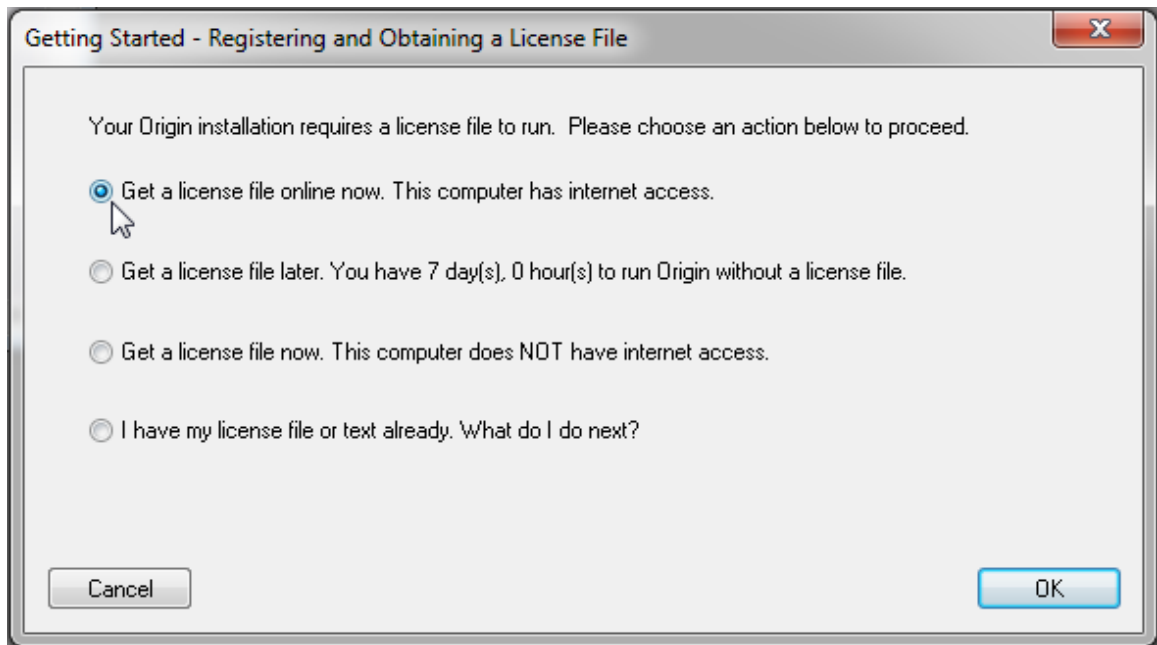 Getting Started - Registering and Obtaining a License File
X
Your Origin installation requires a license file to run.  Please choose an action below to proceed.
Get a license file online now. This computer has internet access.
Get a license file later. You have 7 day(s), 0 hour(s) to run Origin without a license file.
Get a license file now. This computer does NOT have internet access.
I have my license file or text already. What do I do next?
Cancel
OK